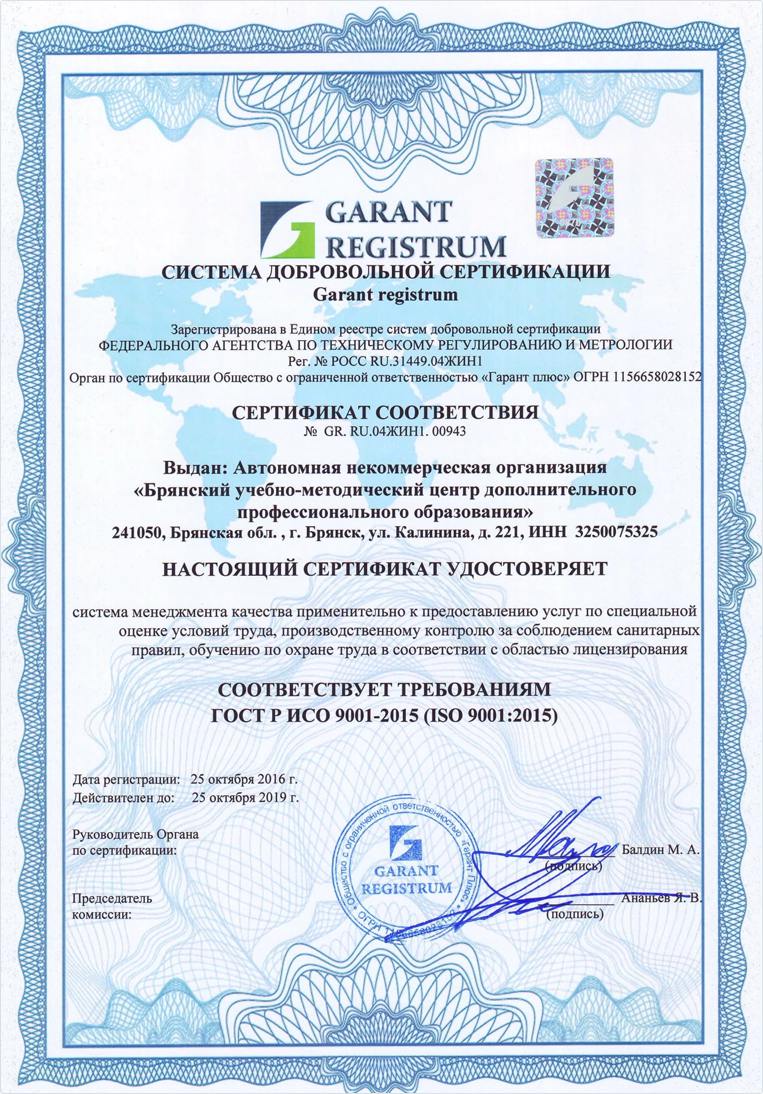 GARANT
REGISTRUM
СИСТЕМА ДОБРОВОЛЬНОЙ СЕРТИФИКАЦИИ
Garant registrum
Зарегистрирована в Едином реестре систем добровольной сертификации
ФЕДЕРАЛЬНОГО АГЕНТСТВА ПО ТЕХНИЧЕСКОМУ РЕГУЛИРОВАНИЮ И МЕТРОЛОГИИ
Рег. № РОСС RU.31449.04ЖИН1
Орган по сертификации Общество с ограниченной ответственностью «Гарант плюс» ОГРН 1156658028152
СЕРТИФИКАТ СООТВЕТСТВИЯ
№ GR. RU.04ЖИН1. 00943
Выдан: Автономная некоммерческая организация
«Брянский учебно-методический центр дополнительного
профессионального образования»
241050, Брянская обл. , г. Брянск, ул. Калинина, д. 221, ИНН 3250075325
НАСТОЯЩИЙ СЕРТИФИКАТ УДОСТОВЕРЯЕТ
система менеджмента качества применительно к предоставлению услуг по специальной
оценке условий труда, производственному контролю за соблюдением санитарных
правил, обучению по охране труда в соответствии с областью лицензирования
СООТВЕТСТВУЕТ ТРЕБОВАНИЯМ
ГОСТ Р ИСО 9001-2015 (ISO 9001:2015)
Дата регистрации: 25 октября 2016 г.
Действителен до: 25 октября 2019 г.
Руководитель Органа
по сертификации:
Балдин М. А.
(подпись)
Председатель
комиссии:
Ананьев Я. В.
(подпись)
Общество с ограниченной ответственностью «Гарант Плюс»
GARANT
REGISTRUM
ОГРН